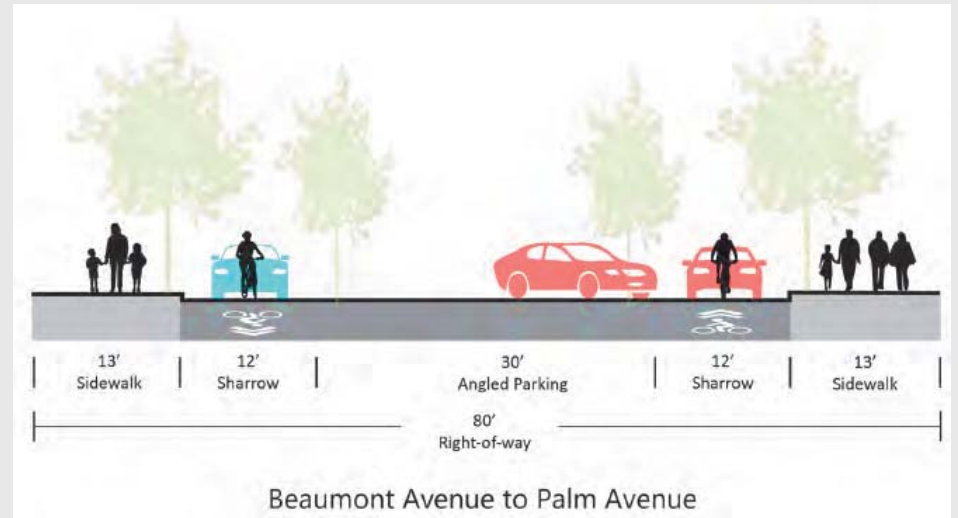 13’ 12’ 30’ 12’ 13’
Sidewalk Sharrow Angled Parking Sharrow Sidewalk
80’
Right-of-way
Beaumont Avenue to Palm Avenue